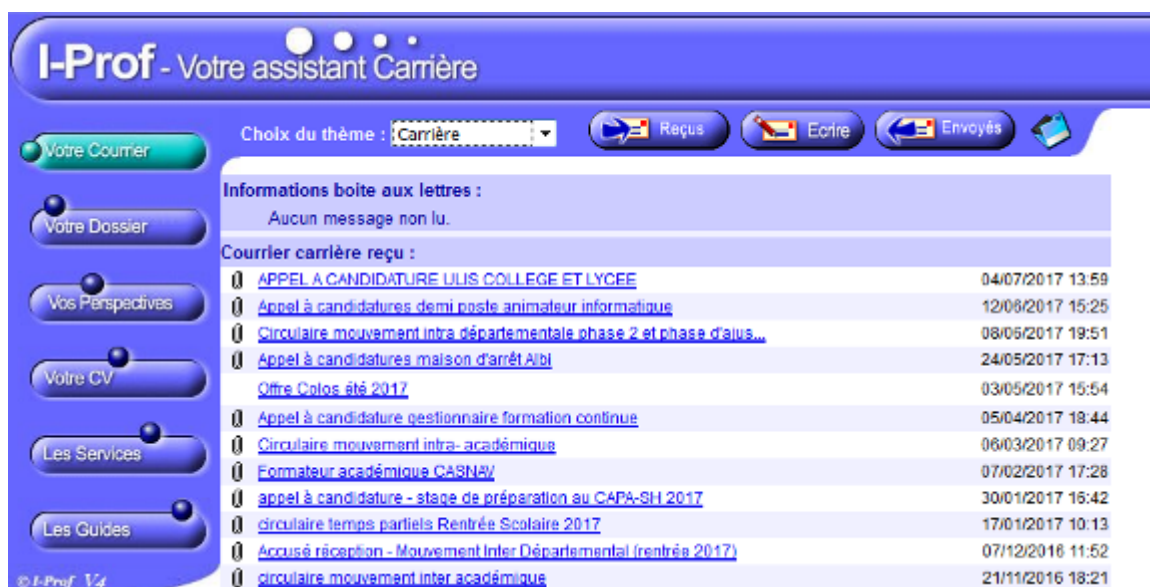 I-Prof - Votre assistant Carrière
Choix du thème : Carrière
Reçus
Ecrire
Envoyés
Votre Courrier
Votre Dossier
Vos Perspectives
Votre CV
Les Services
Les Guides
© I-Prof V4
Informations boite aux lettres :
Aucun message non lu.
Courrier carrière reçu :
APPEL A CANDIDATURE ULIS COLLEGE ET LYCEE 04/07/2017 13:59
Appel à candidatures demi poste animateur informatique 12/06/2017 15:25
Circulaire mouvement intra départementale phase 2 et phase d'ajus... 08/06/2017 19:51
Appel à candidatures maison d'arrêt Albi 24/05/2017 17:13
Offre Colos été 2017 03/05/2017 15:54
Appel à candidature gestionnaire formation continue 05/04/2017 18:44
Circulaire mouvement intra- académique 06/03/2017 09:27
Formateur académique CASNAV 07/02/2017 17:28
appel à candidature - stage de préparation au CAPA-SH 2017 30/01/2017 16:42
circulaire temps partiels Rentrée Scolaire 2017 17/01/2017 10:13
Accusé réception - Mouvement Inter Départemental (rentrée 2017) 07/12/2016 11:52
circulaire mouvement inter académique 21/11/2016 18:21